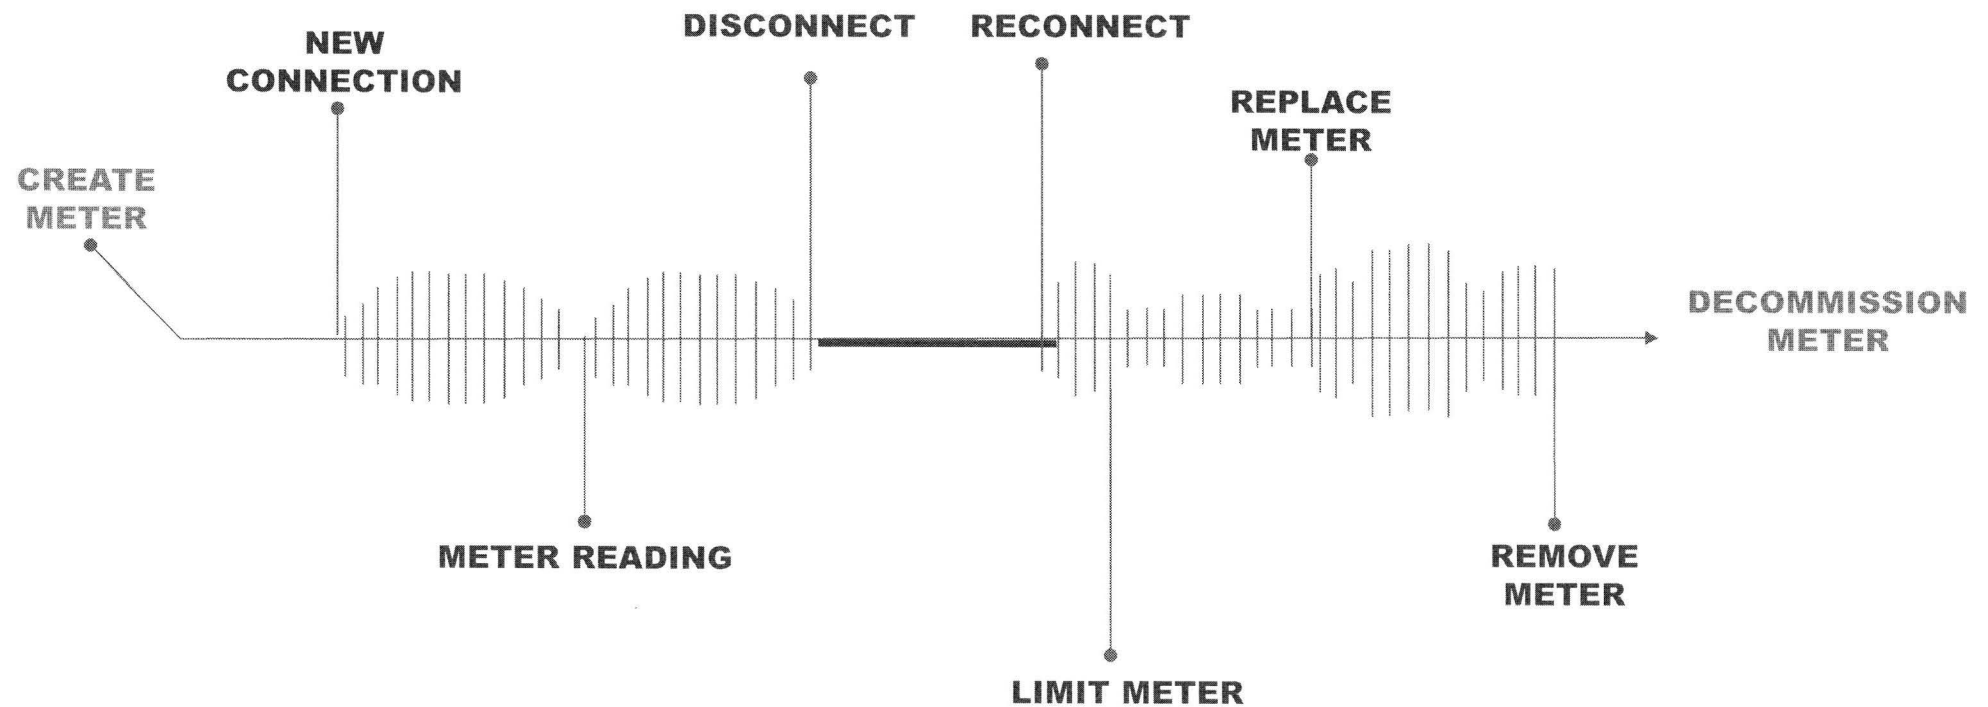 DISCONNECT
RECONNECT
NEW
CONNECTION
REPLACE
METER
CREATE
METER
DECOMMISSION
METER
METER READING
REMOVE
METER
LIMIT METER